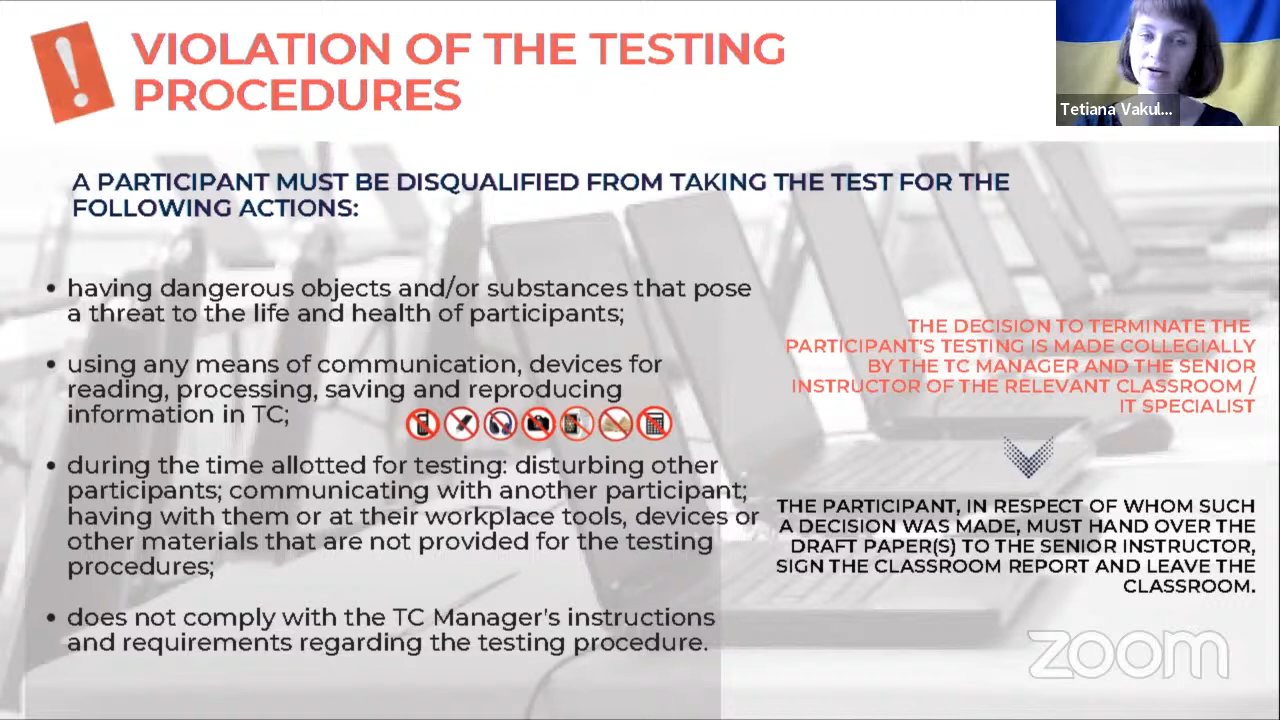 VIOLATION OF THE TESTING
PROCEDURES
Tetiana Vakul...
A PARTICIPANT MUST BE DISQUALIFIED FROM TAKING THE TEST FOR THE
FOLLOWING ACTIONS:
• having dangerous objects and/or substances that pose
a threat to the life and health of participants;
• using any means of communication, devices for
reading, processing, saving and reproducing
information in TC;
• during the time allotted for testing: disturbing other
participants; communicating with another participant;
having with them or at their workplace tools, devices or
other materials that are not provided for the testing
procedures;
• does not comply with the TC Manager's instructions
and requirements regarding the testing procedure.
THE DECISION TO TERMINATE THE
PARTICIPANT'S TESTING IS MADE COLLEGIALLY
BY THE TC MANAGER AND THE SENIOR
INSTRUCTOR OF THE RELEVANT CLASSROOM /
IT SPECIALIST
THE PARTICIPANT, IN RESPECT OF WHOM SUCH
A DECISION WAS MADE, MUST HAND OVER THE
DRAFT PAPER(S) TO THE SENIOR INSTRUCTOR,
SIGN THE CLASSROOM REPORT AND LEAVE THE
CLASSROOM.
zoom